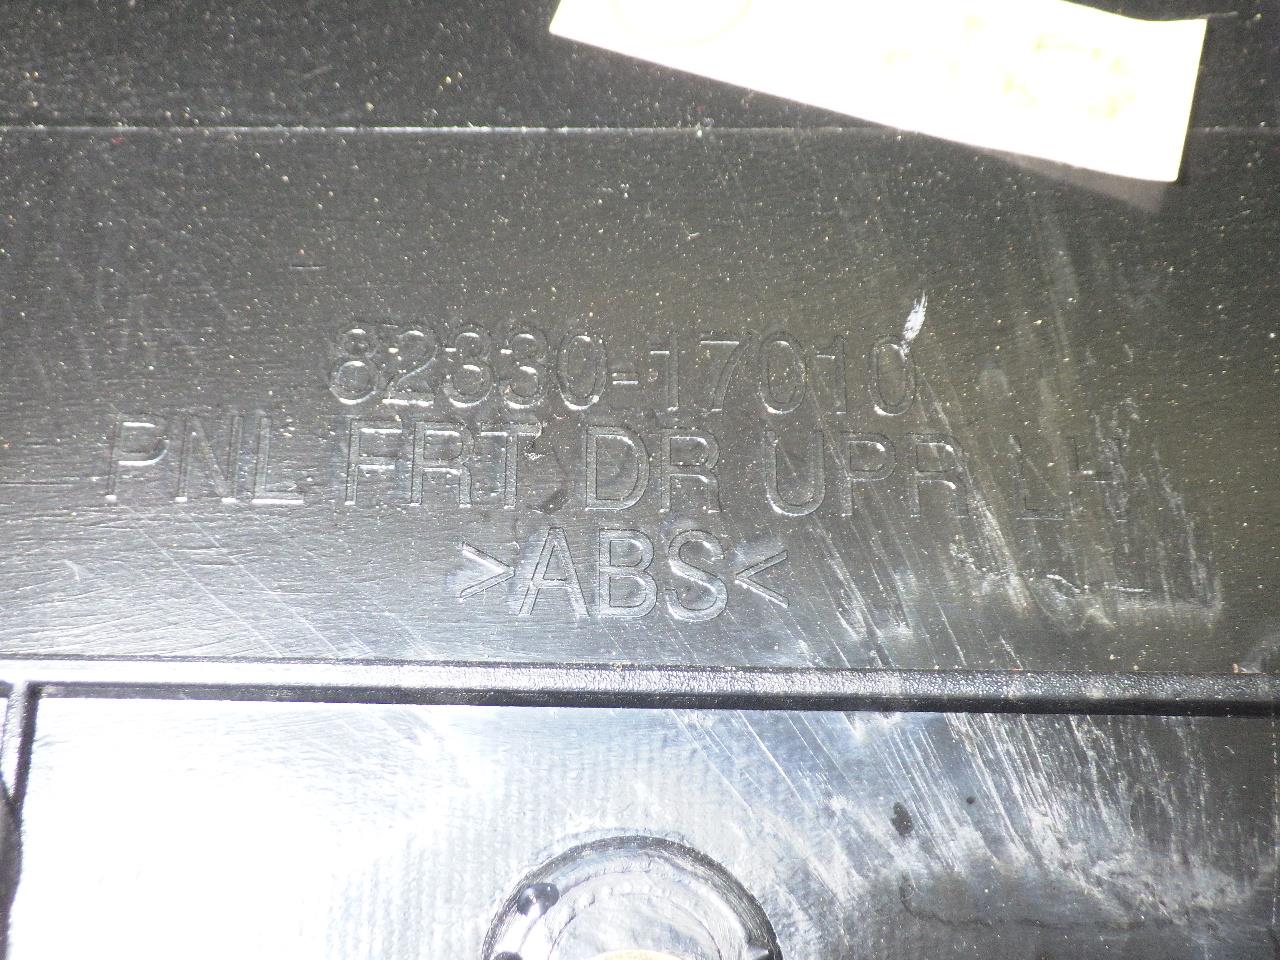 82330-17010
PNL FRT DR UPR LH
>ABS<